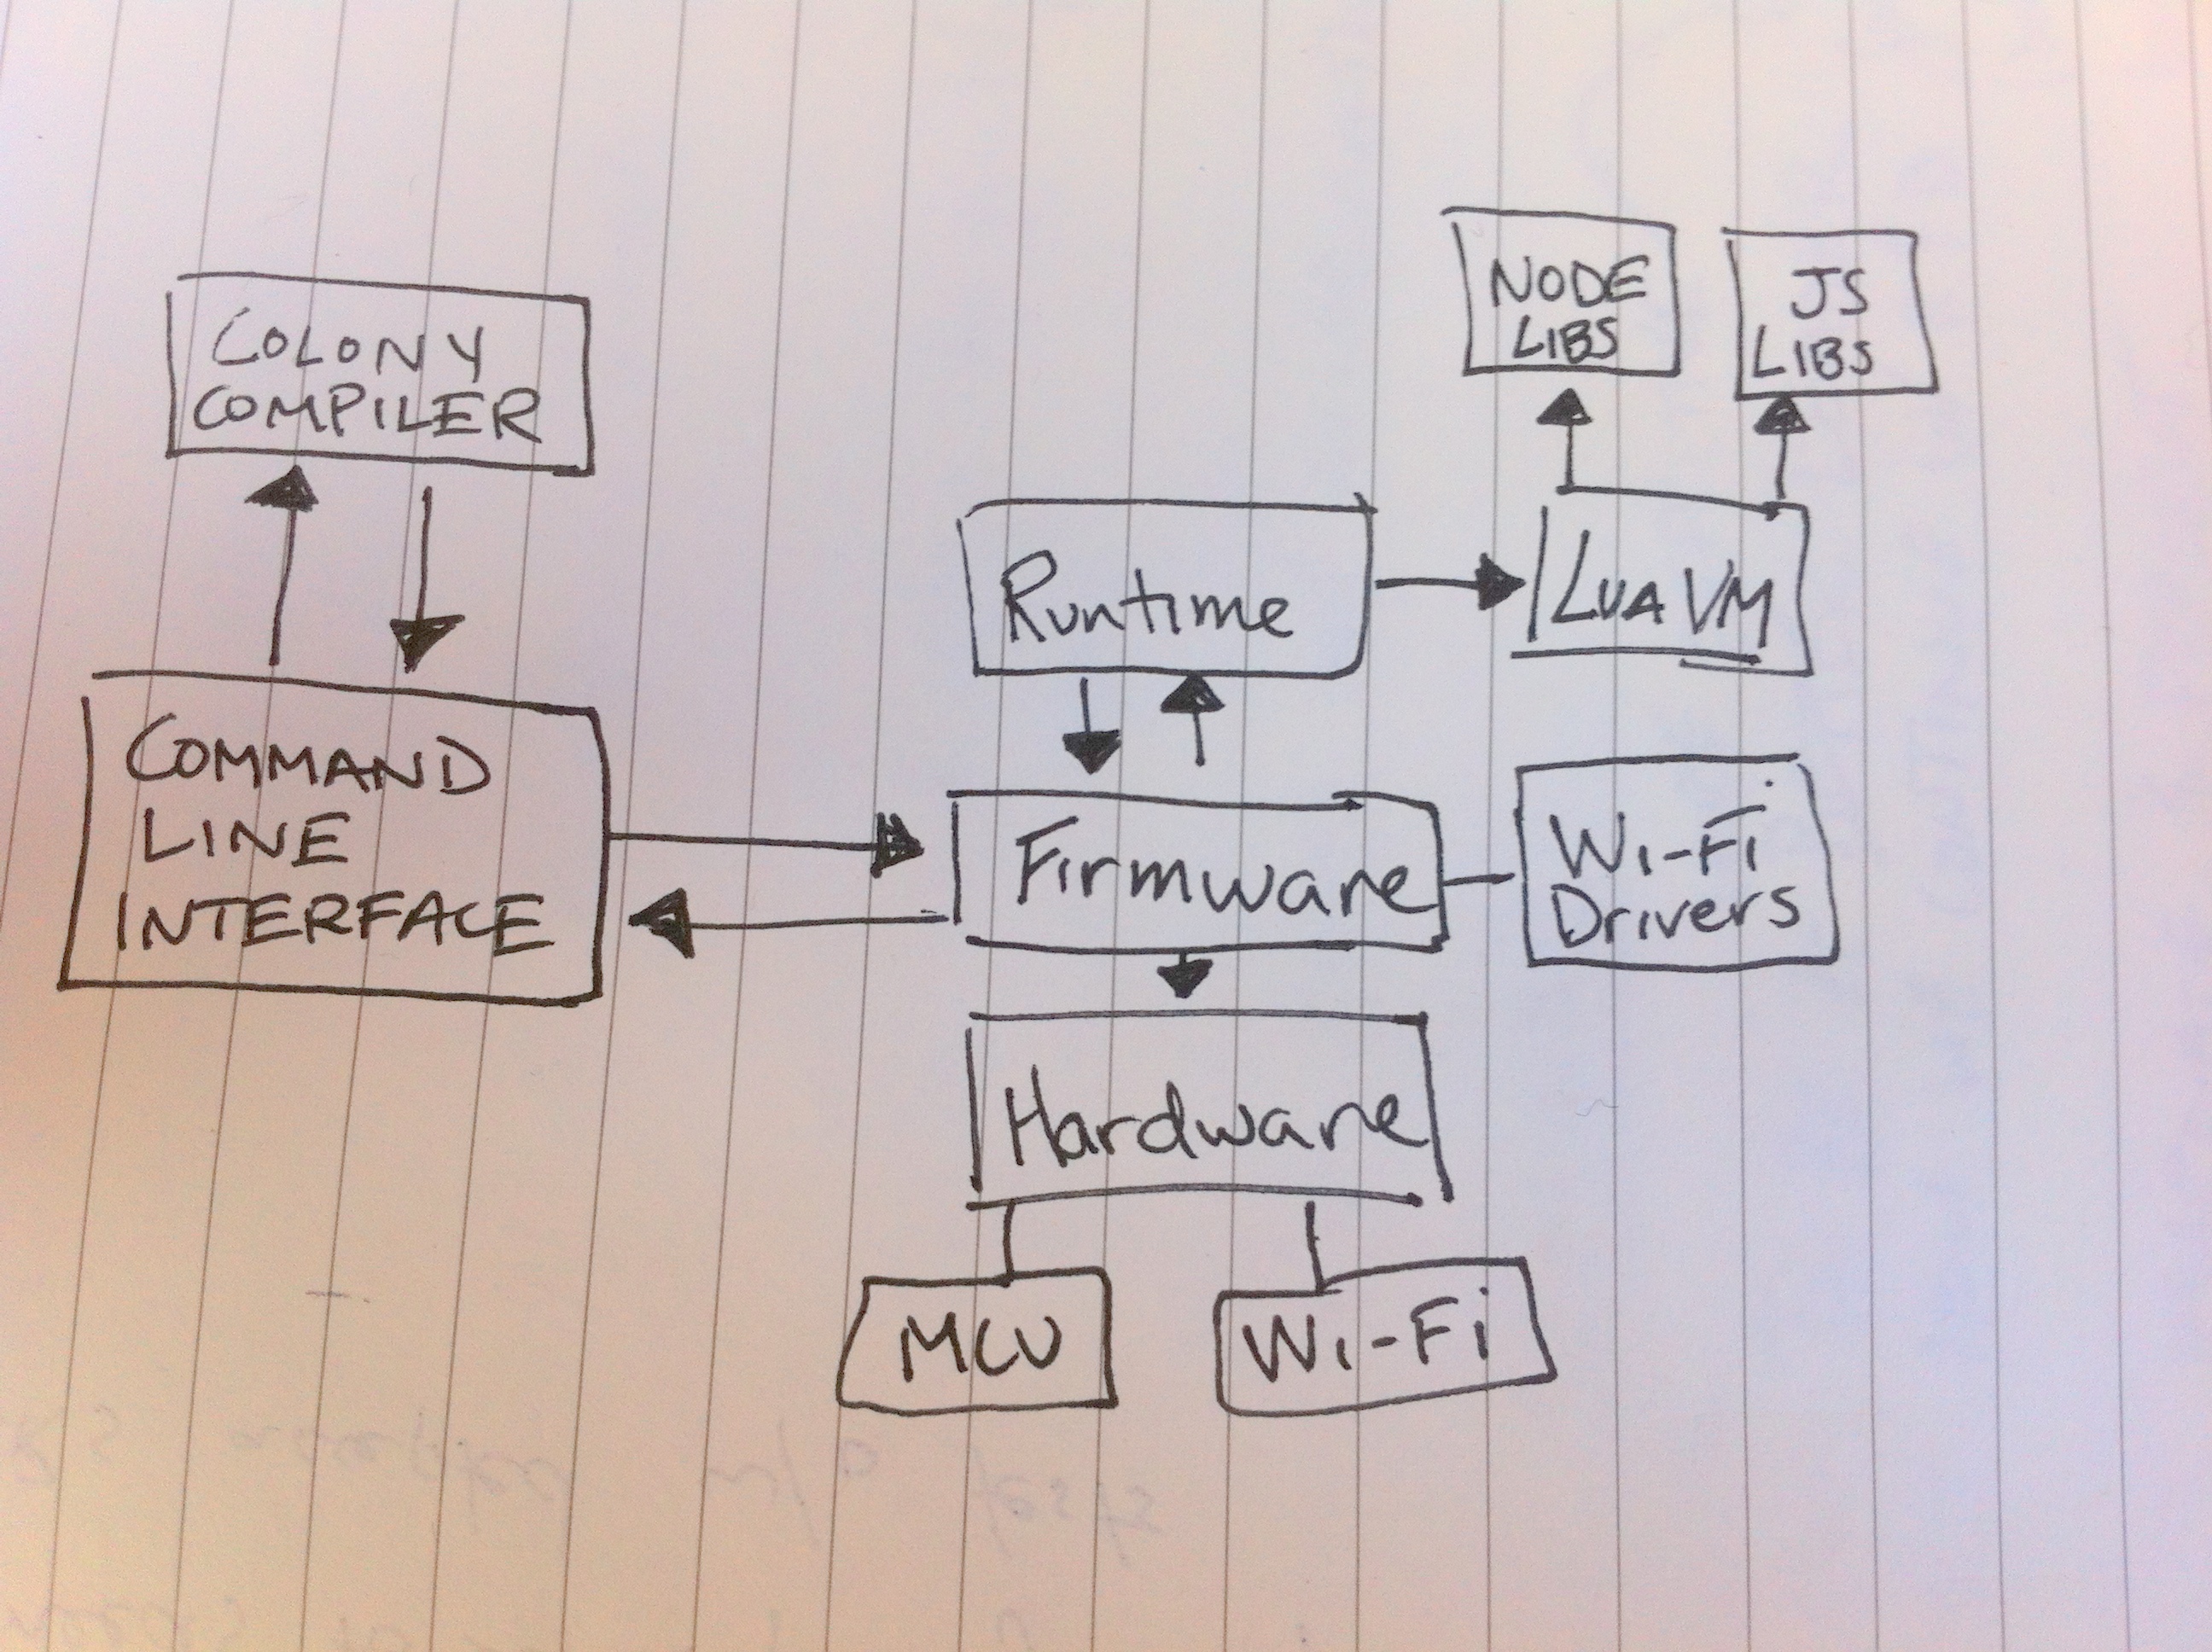 NODE
LIBS
JS
LIBS
COLONY
COMPILER
Runtime
LUA VM
COMMAND
LINE
INTERFACE
Firmware
Wi-Fi
Drivers
Hardware
MCU
Wi-Fi